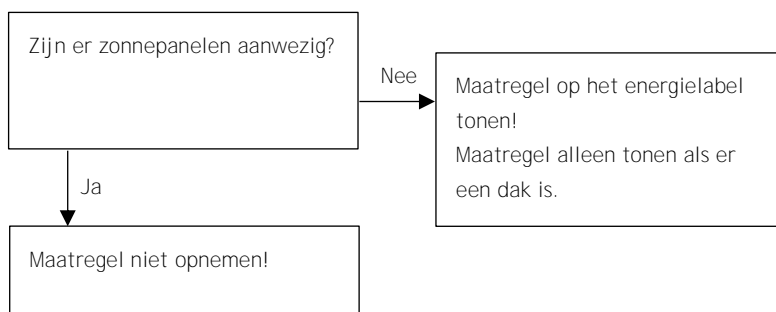 Zijn er zonnepanelen aanwezig?
Nee
Maatregel op het energielabel
tonen!
Maatregel alleen tonen als er
een dak is.
Ja
Maatregel niet opnemen!